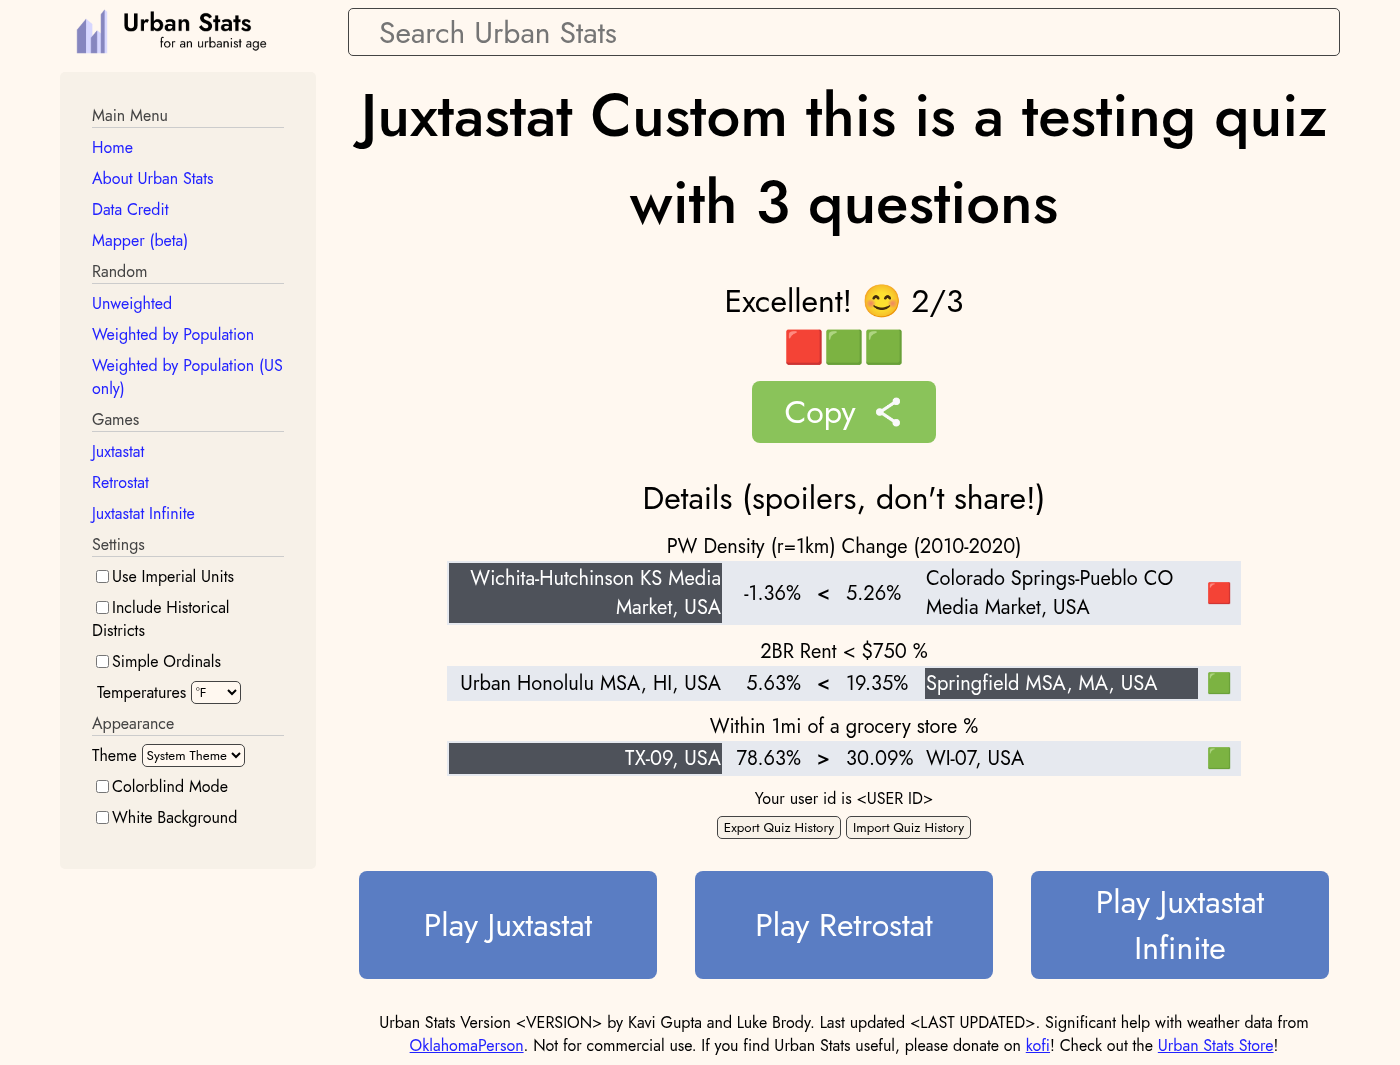 Urban Stats
for an urbanist age
Search Urban Stats
Main Menu
Home
About Urban Stats
Data Credit
Mapper (beta)
Random
Unweighted
Weighted by Population
Weighted by Population (US
only)
Games
Juxtastat
Retrostat
Juxtastat Infinite
Settings
Use Imperial Units
Include Historical
Districts
Simple Ordinals
Temperatures °F
Appearance
Theme System Theme
Colorblind Mode
White Background
Juxtastat Custom this is a testing quiz
with 3 questions
Excellent! 😊 2/3
🟥🟩🟩
Copy
Details (spoilers, don't share!)
PW Density (r=1km) Change (2010-2020)
Wichita-Hutchinson KS Media
Market, USA
-1.36% < 5.26%
Colorado Springs-Pueblo CO
Media Market, USA
🟥
2BR Rent < $750 %
Urban Honolulu MSA, HI, USA 5.63% < 19.35% Springfield MSA, MA, USA 🟩
Within 1mi of a grocery store %
TX-09, USA 78.63% > 30.09% WI-07, USA 🟩
Your user id is <USER ID>
Export Quiz History Import Quiz History
Play Juxtastat
Play Retrostat
Play Juxtastat
Infinite
Urban Stats Version <VERSION> by Kavi Gupta and Luke Brody. Last updated <LAST UPDATED>. Significant help with weather data from
OklahomaPerson. Not for commercial use. If you find Urban Stats useful, please donate on kofi! Check out the Urban Stats Store!